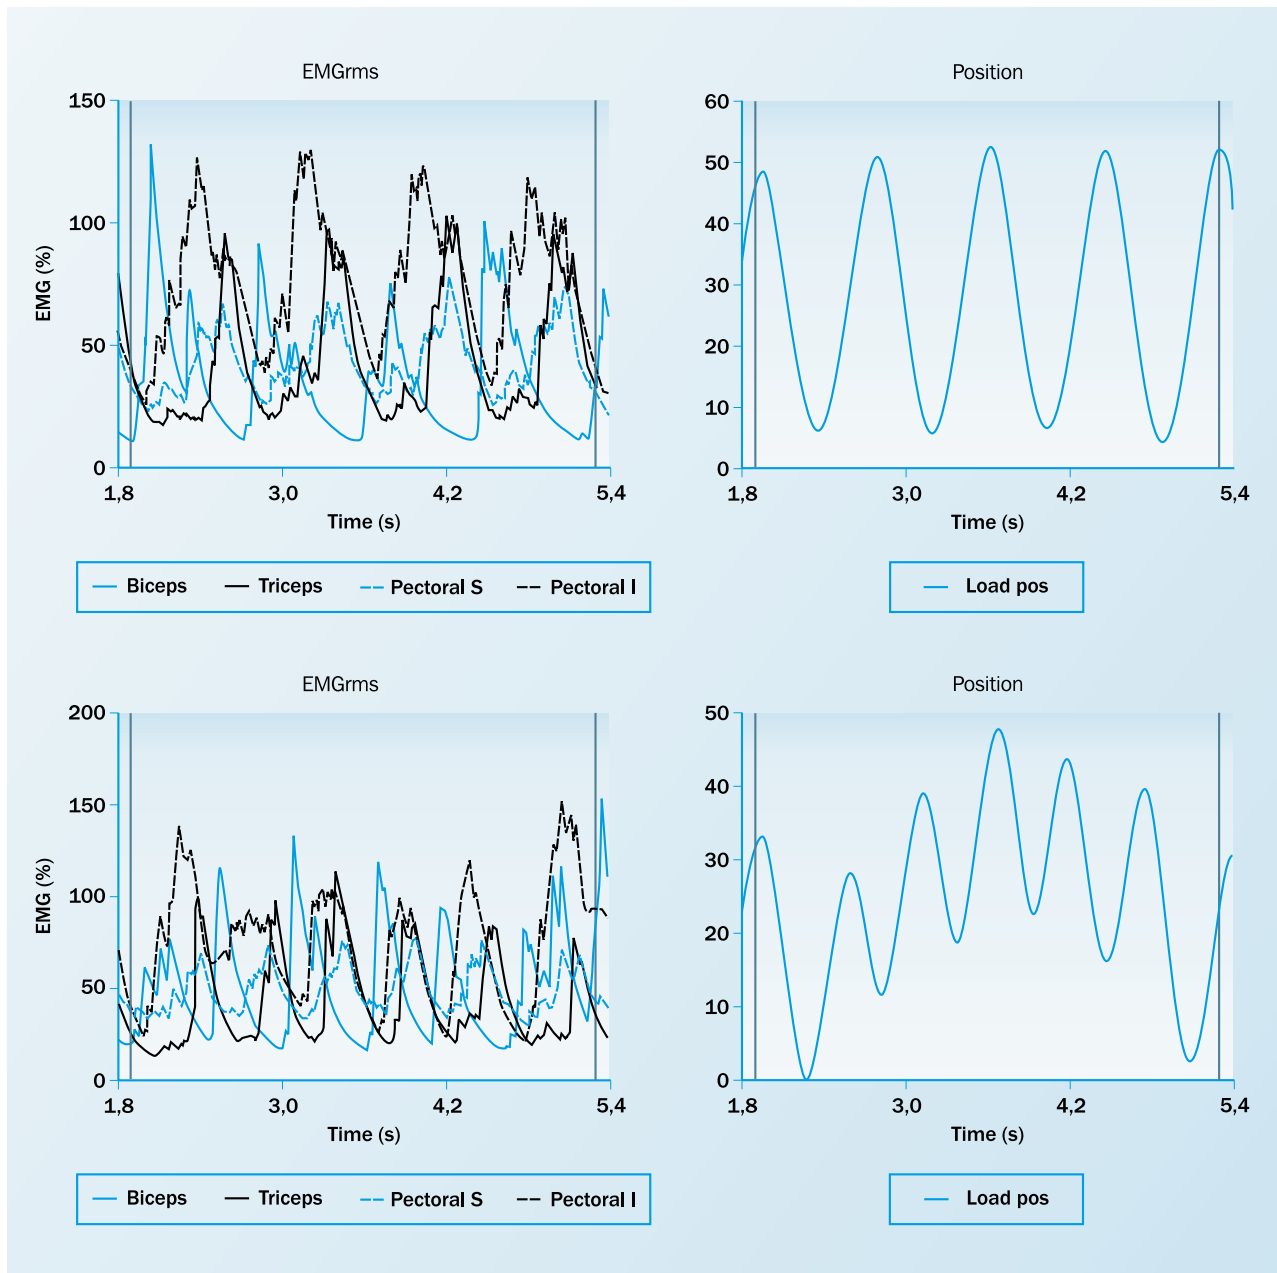 EMGrms
150
100
50
0
EMG (%)
1,8 3,0 4,2 5,4
Time (s)
Biceps Triceps Pectoral S Pectoral I
Position
60
50
40
30
20
10
0
1,8 3,0 4,2 5,4
Time (s)
Load pos
EMGrms
200
150
100
50
0
EMG (%)
1,8 3,0 4,2 5,4
Time (s)
Biceps Triceps Pectoral S Pectoral I
Position
50
40
30
20
10
0
1,8 3,0 4,2 5,4
Time (s)
Load pos